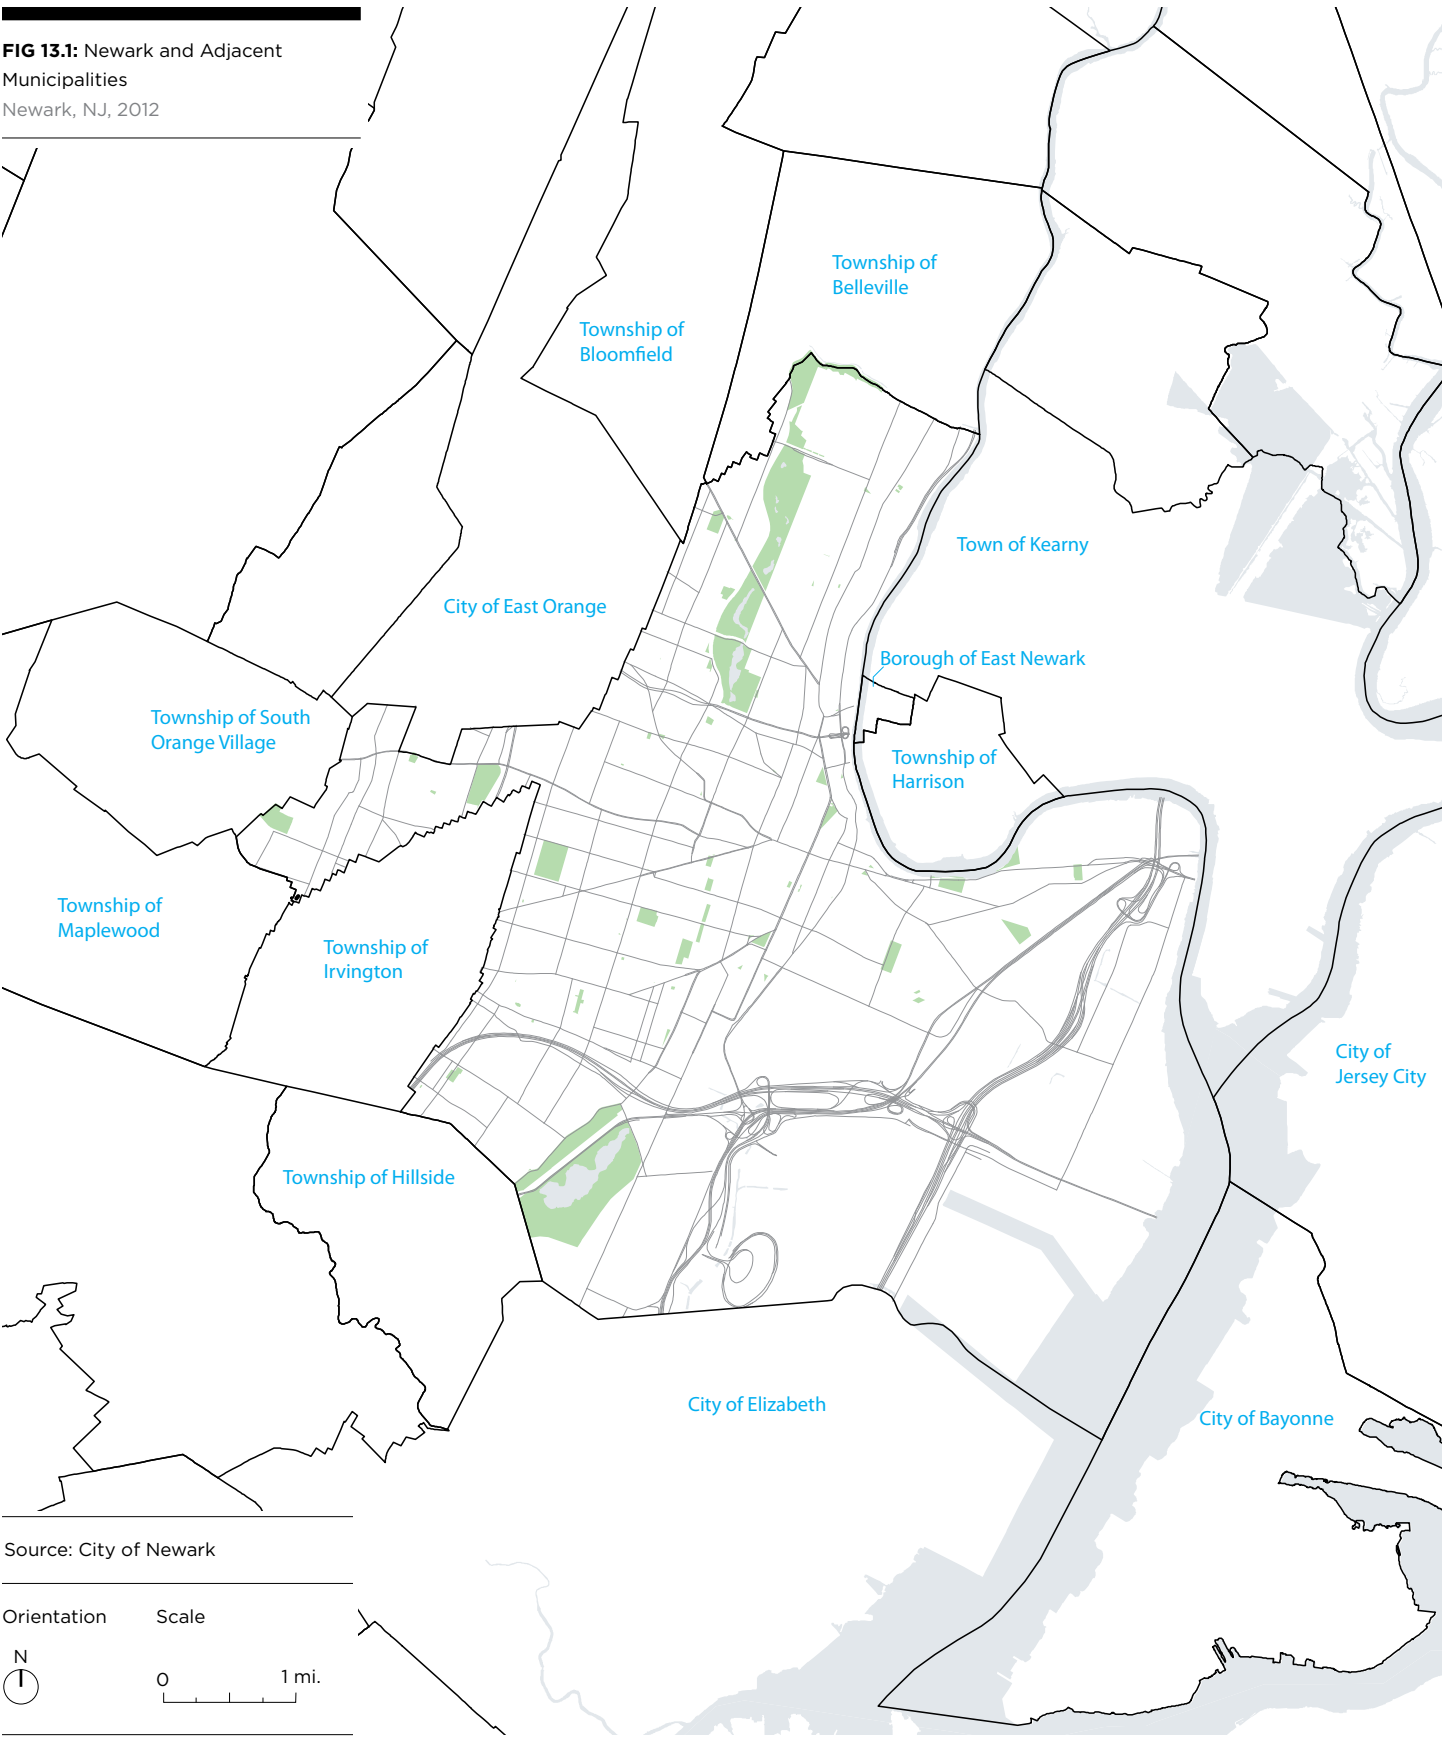 FIG 13.1: Newark and Adjacent
Municipalities
Newark, NJ, 2012
Township of
Belleville
Township of
Bloomfield
Town of Kearny
City of East Orange
Borough of East Newark
Township of South
Orange Village
Township of
Harrison
Township of
Maplewood
Township of
Irvington
City of
Jersey City
Township of Hillside
City of Elizabeth
City of Bayonne
Source: City of Newark
Orientation
Scale
N
0
1 mi.